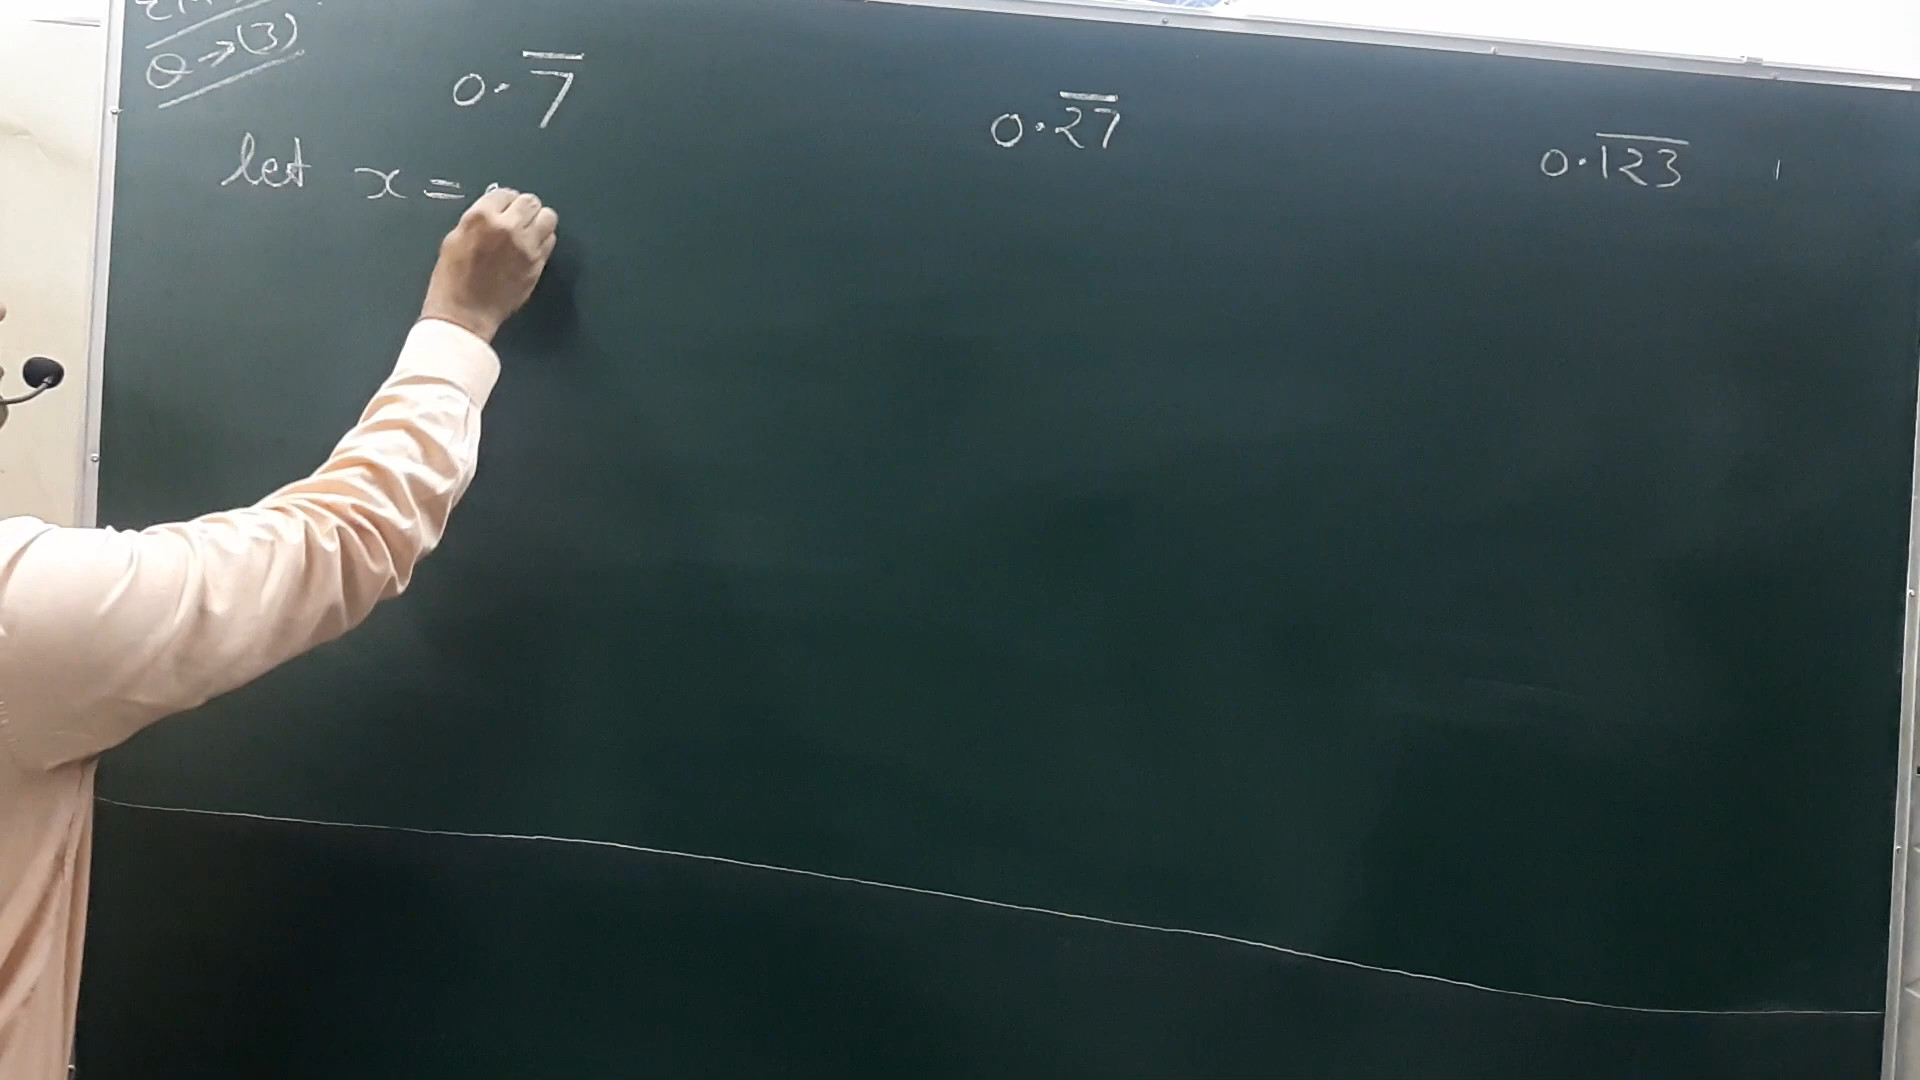 Q → (3)
0.7̅
0.2̅7̅
0.1̅2̅3̅
let x =